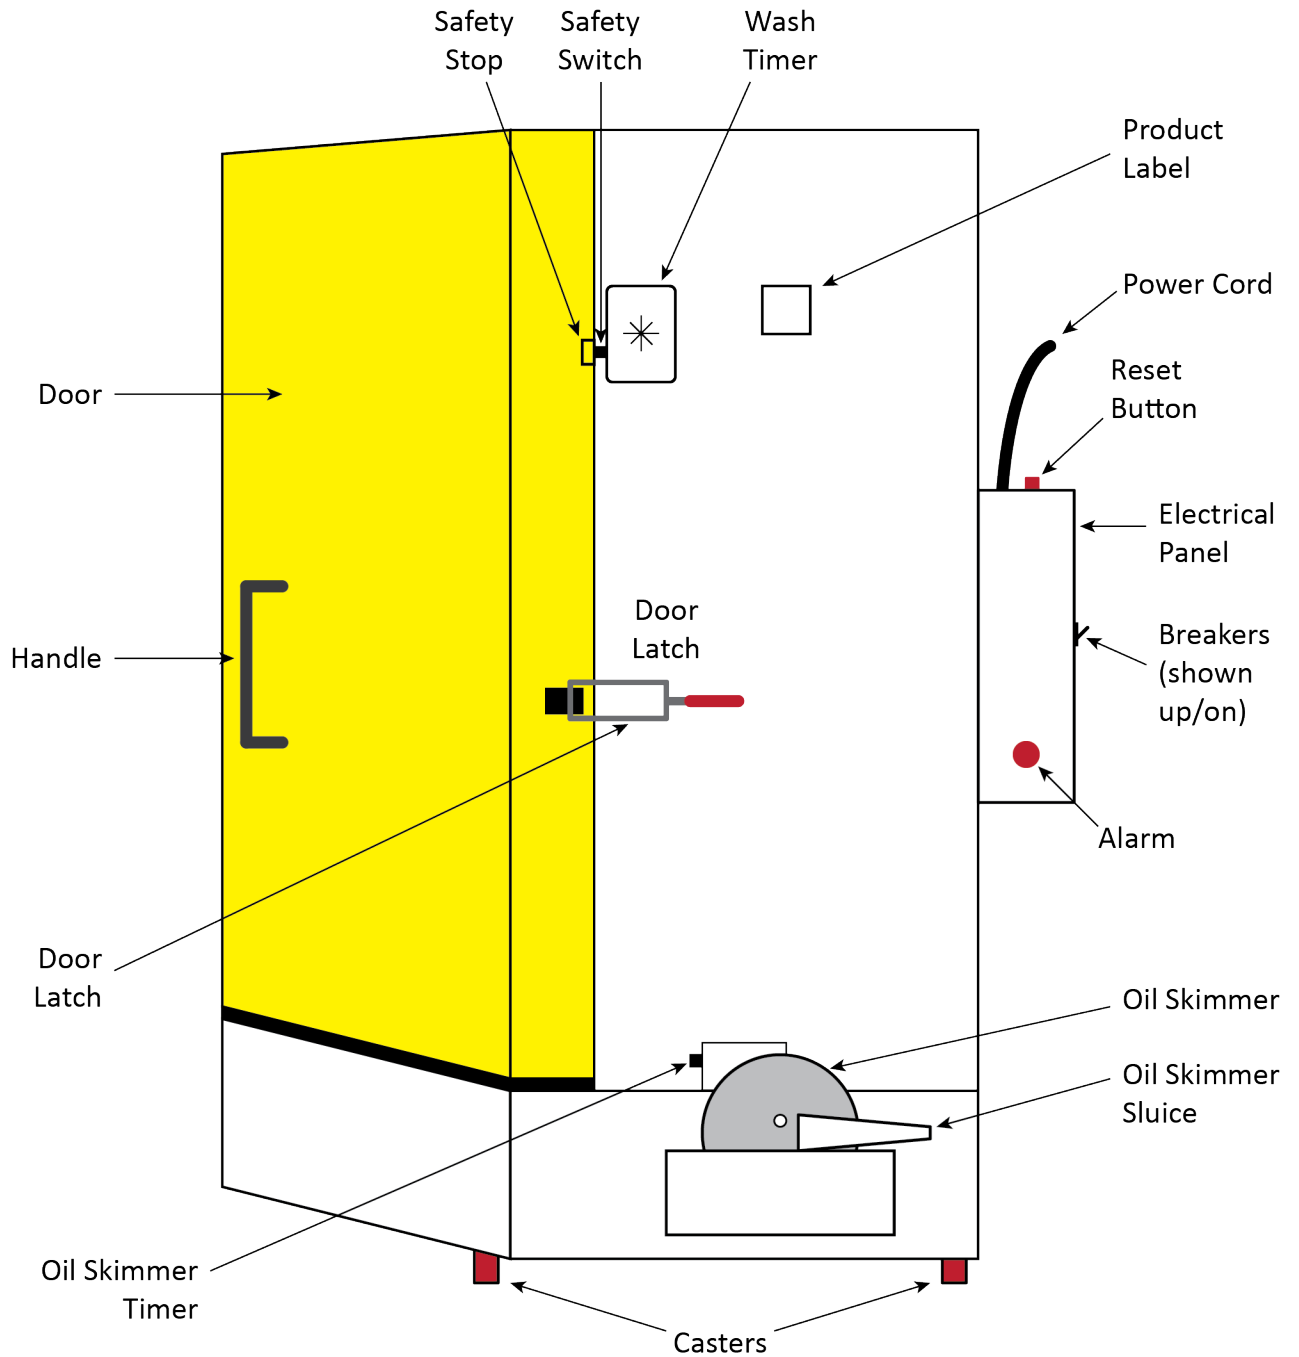 Safety
Stop
Safety
Switch
Wash
Timer
Product
Label
Power Cord
Reset
Button
Door
Electrical
Panel
Door
Latch
Handle
Breakers
(shown
up/on)
Alarm
Door
Latch
Oil Skimmer
Oil Skimmer
Sluice
Oil Skimmer
Timer
Casters